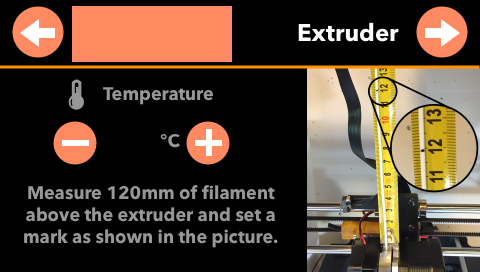 Extruder
Temperature
°C
Measure 120mm of filament
above the extruder and set a
mark as shown in the picture.
11 12 13